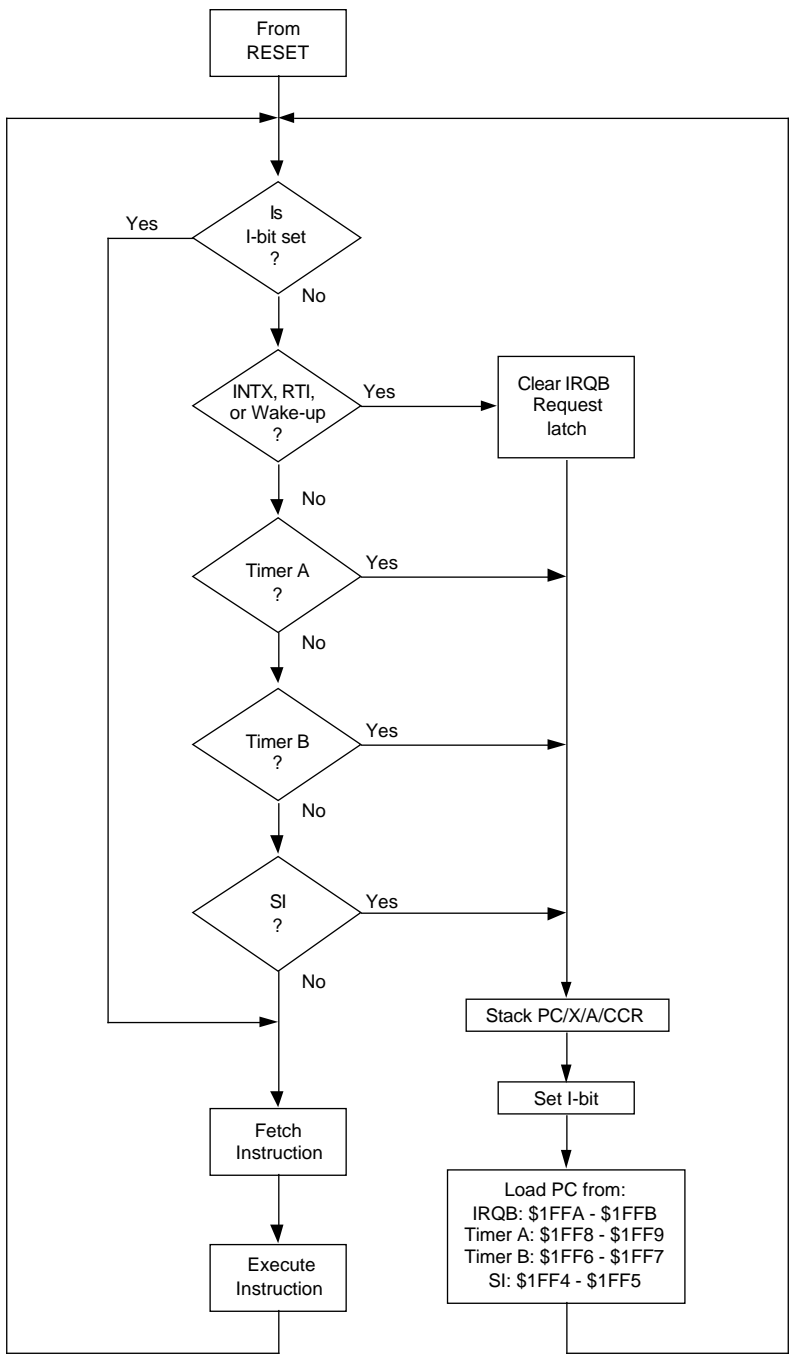 From
RESET
Is
I-bit set
?
Yes
No
INTX, RTI,
or Wake-up
?
Yes
Clear IRQB
Request
latch
No
Timer A
?
Yes
No
Timer B
?
Yes
No
SI
?
Yes
No
Stack PC/X/A/CCR
Set I-bit
Fetch
Instruction
Load PC from:
IRQB: $1FFA - $1FFB
Timer A: $1FF8 - $1FF9
Timer B: $1FF6 - $1FF7
SI: $1FF4 - $1FF5
Execute
Instruction